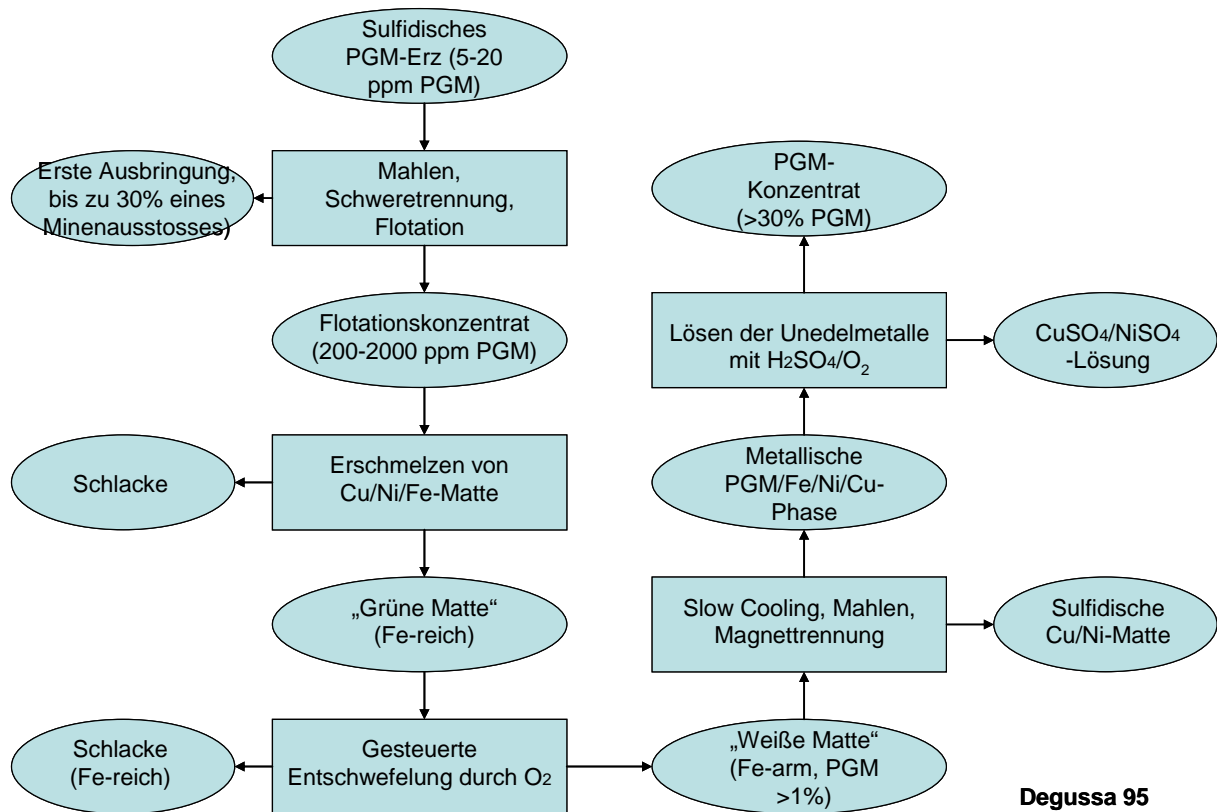 Sulfidisches
PGM-Erz (5-20
ppm PGM)
Erste Ausbringung,
bis zu 30% eines
Minenausstosses)
Mahlen,
Schweretrennung,
Flotation
Flotationskonzentrat
(200-2000 ppm PGM)
Schlacke
Erschmelzen von
Cu/Ni/Fe-Matte
„Grüne Matte“
(Fe-reich)
Schlacke
(Fe-reich)
Gesteuerte
Entschwefelung durch O2
„Weiße Matte“
(Fe-arm, PGM
>1%)
Slow Cooling, Mahlen,
Magnettrennung
Sulfidische
Cu/Ni-Matte
Metallische
PGM/Fe/Ni/Cu-
Phase
Lösen der Unedelmetalle
mit H2SO4/O2
CuSO4/NiSO4
-Lösung
PGM-
Konzentrat
(>30% PGM)
Degussa 95